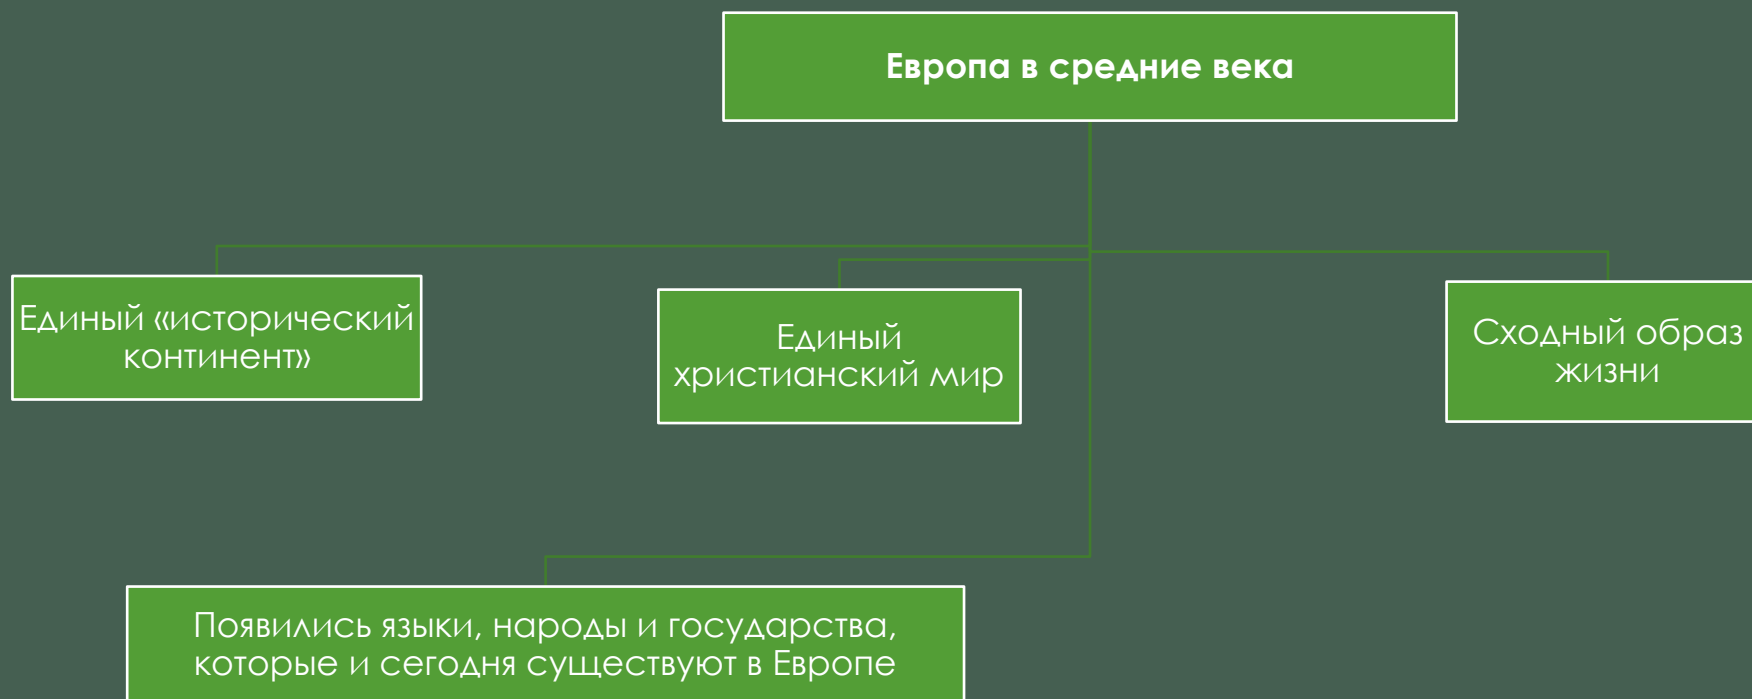 Европа в средние века
Единый «исторический
континент»
Единый
христианский мир
Сходный образ
жизни
Появились языки, народы и государства,
которые и сегодня существуют в Европе